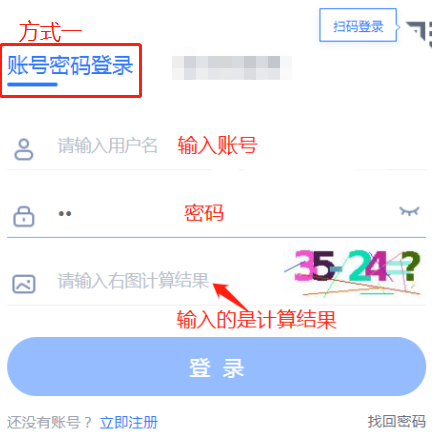 方式一
扫码登录
账号密码登录
请输入用户名 输入账号
•• 密码
35-24=?
请输入右图计算结果
输入的是计算结果
登 录
还没有账号？ 立即注册 找回密码